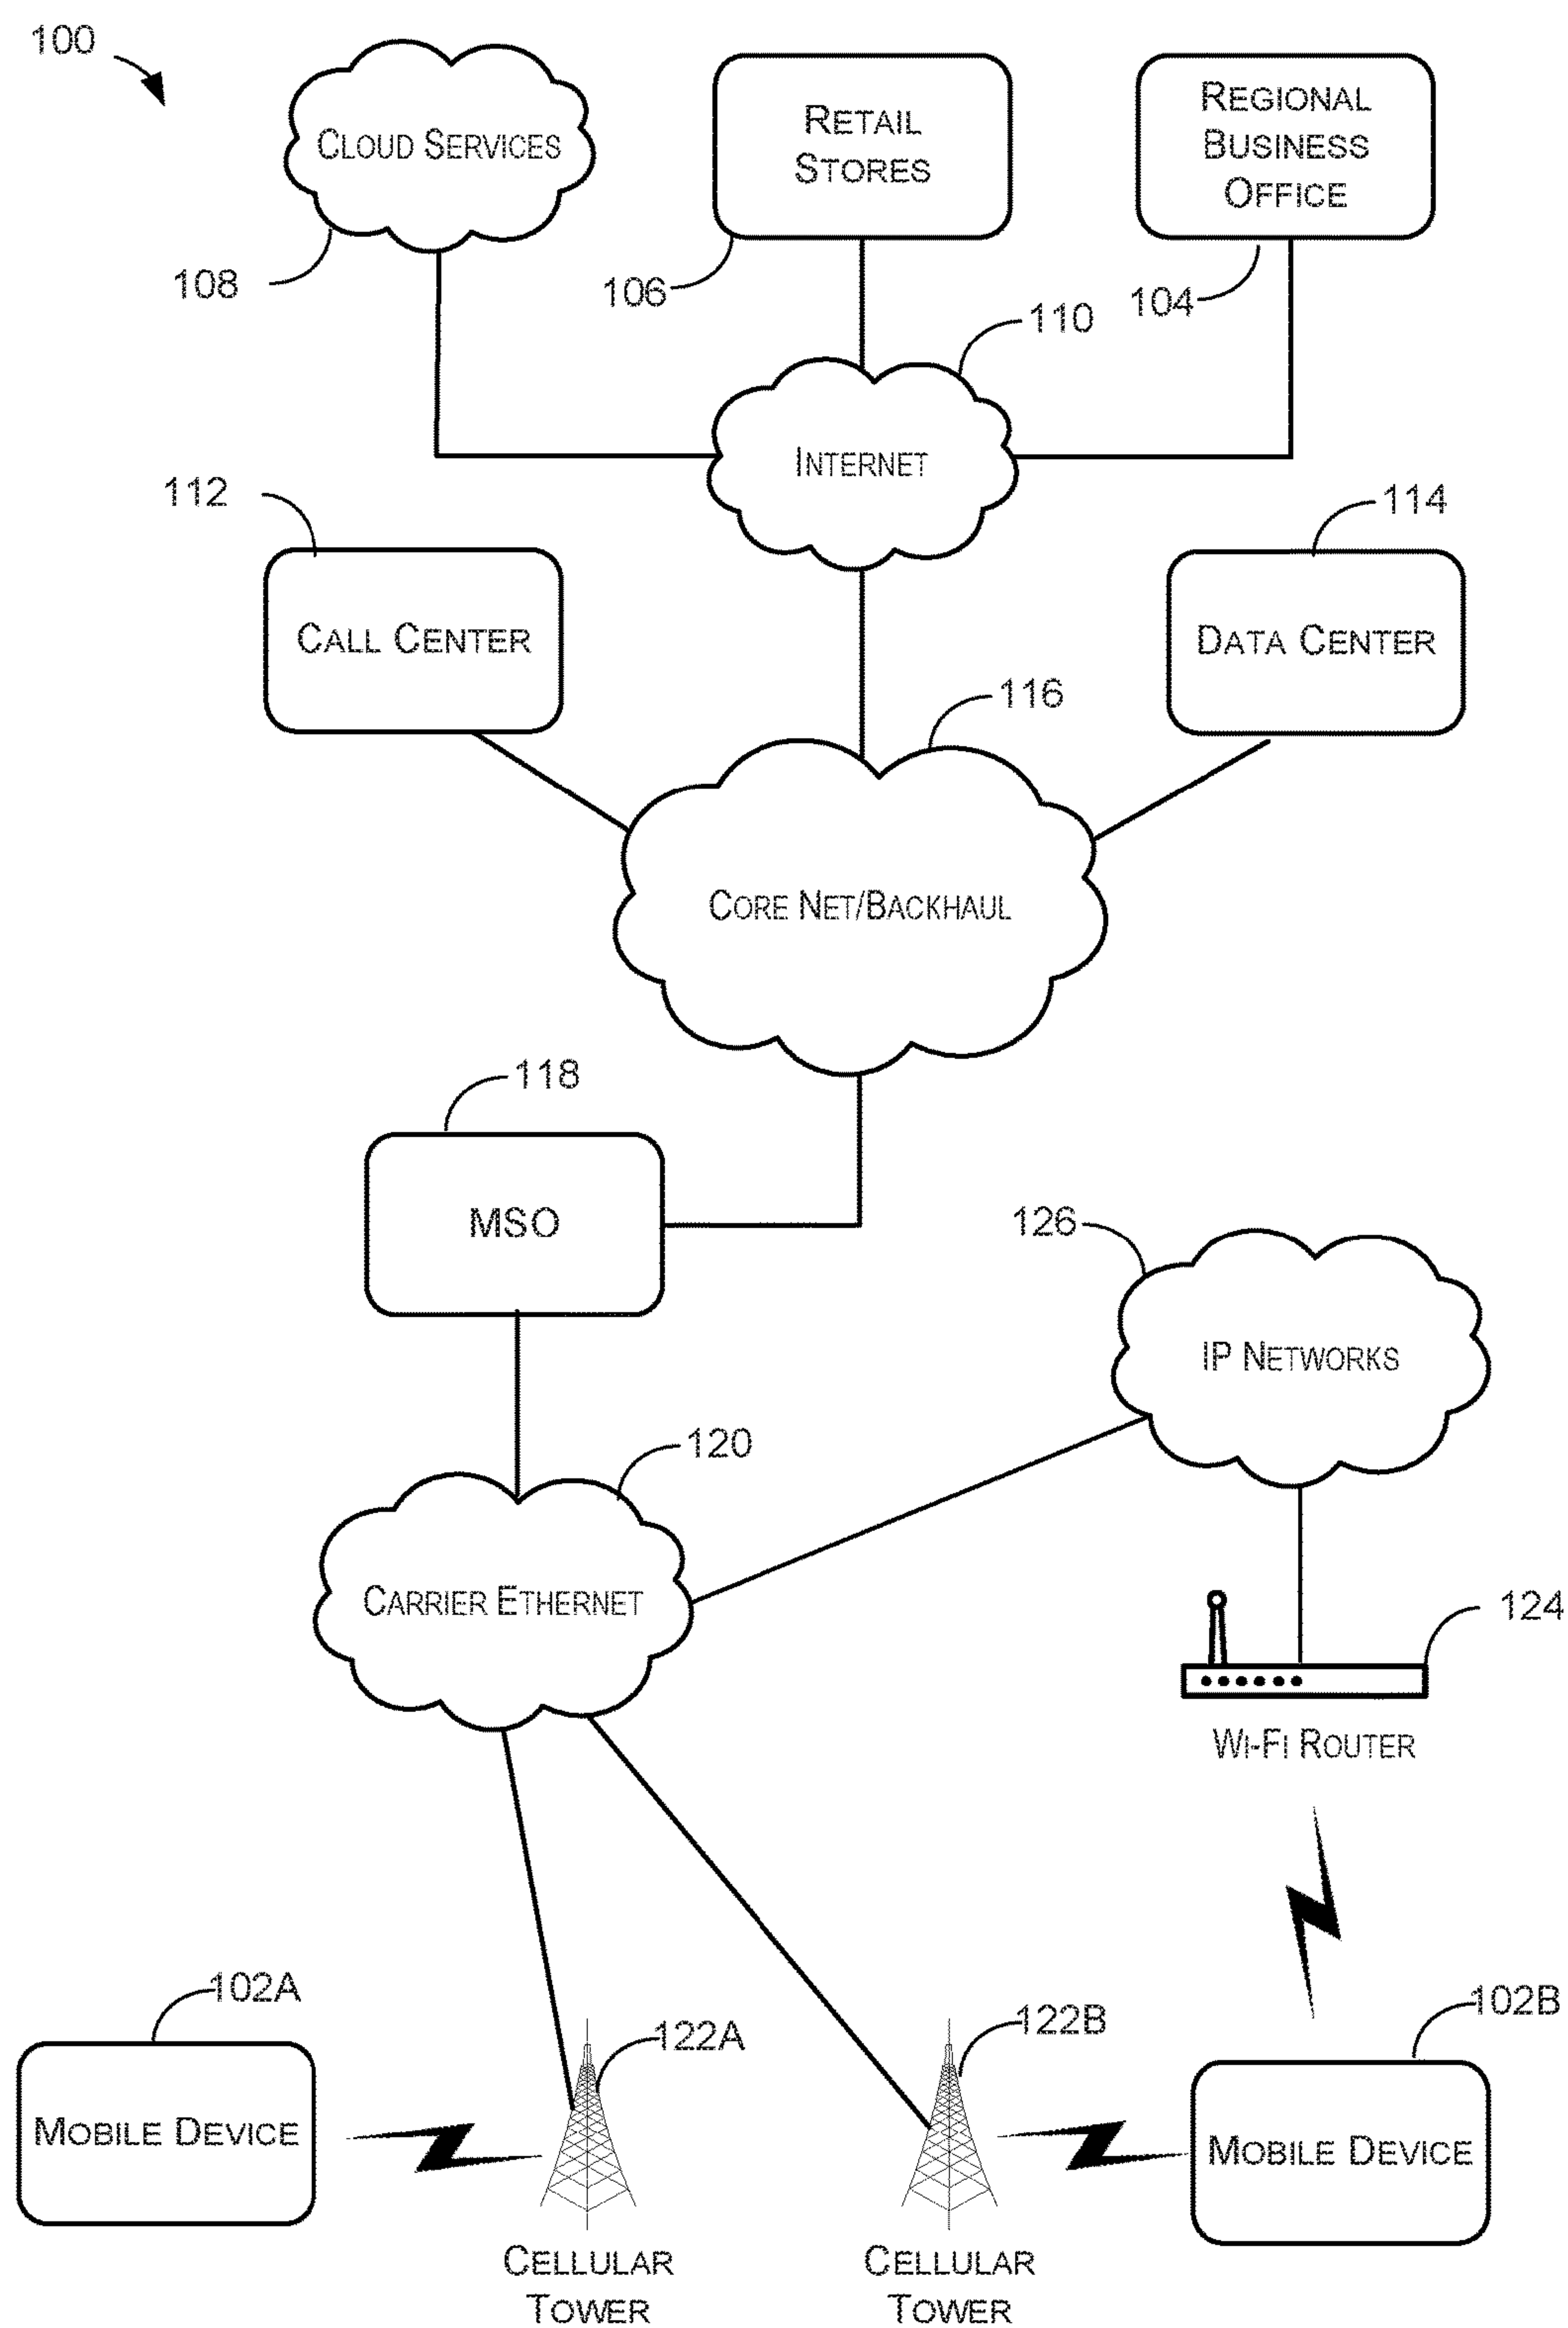 100
CLOUD SERVICES
RETAIL
STORES
REGIONAL
BUSINESS
OFFICE
108
106
104
110
INTERNET
112
114
CALL CENTER
DATA CENTER
116
CORE NET/BACKHAUL
118
MSO
126
IP NETWORKS
120
CARRIER ETHERNET
124
WI-FI ROUTER
102A
122A
122B
102B
MOBILE DEVICE
MOBILE DEVICE
CELLULAR
TOWER
CELLULAR
TOWER